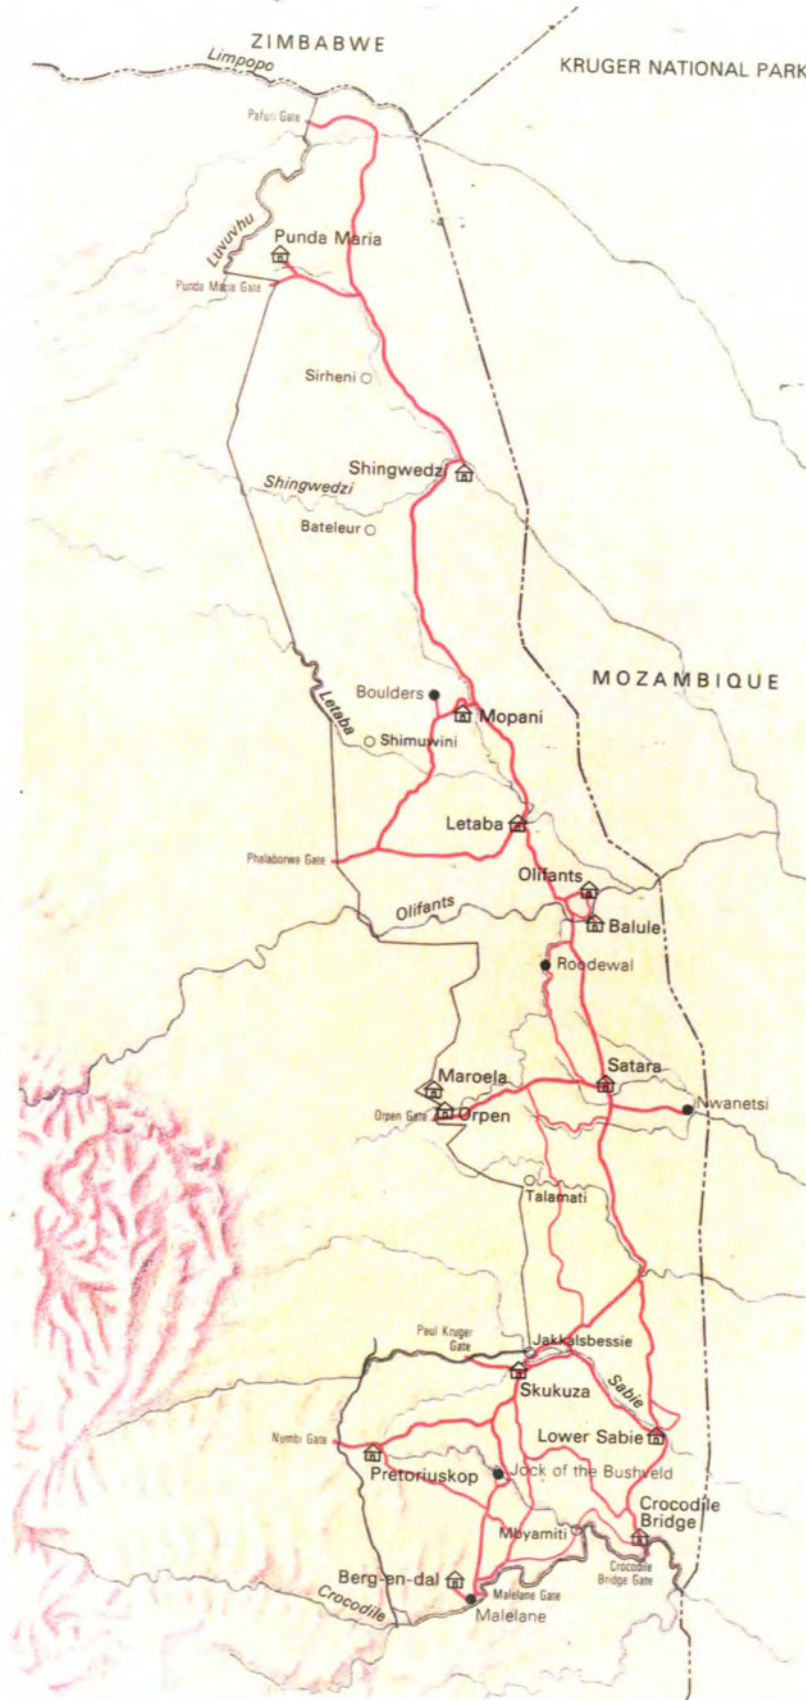 ZIMBABWE
Limpopo
KRUGER NATIONAL PARK
Pafuri Gate
Luvuvhu
Punda Maria
Punda Maria Gate
Sirheni
Shingwedzi
Shingwedzi
Bateleur
MOZAMBIQUE
Boulders
Letaba
Mopani
Shimuwini
Letaba
Phalaborwa Gate
Olifants
Olifants
Balule
Roodewal
Satara
Maroela
Nwanetsi
Orpen Gate
Orpen
Talamati
Paul Kruger
Gate
Jakkalsbessie
Skukuza
Sabie
Numbi Gate
Lower Sabie
Pretoriuskop
Jock of the Bushveld
Crocodile
Bridge
Mbyamiti
Crocodile
Bridge Gate
Berg-en-dal
Malelane Gate
Crocodile
Malelane